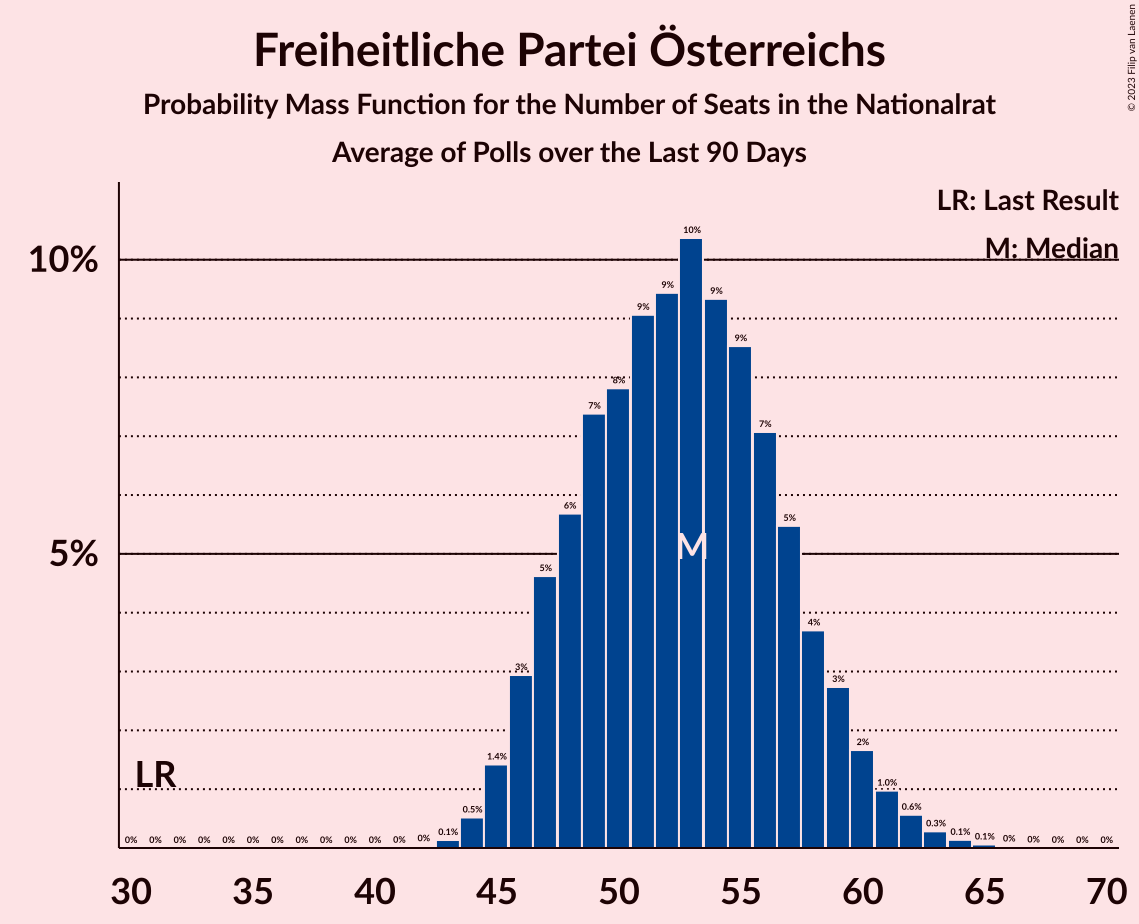 Freiheitliche Partei Österreichs
Probability Mass Function for the Number of Seats in the Nationalrat
Average of Polls over the Last 90 Days
© 2023 Filip van Laenen
LR: Last Result
M: Median
10%
5%
LR
M
0% 0% 0% 0% 0% 0% 0% 0% 0% 0% 0% 0% 0% 0.1% 0.5% 1.4% 3% 5% 6% 7% 8% 9% 9% 10% 9% 9% 7% 5% 4% 3% 2% 1.0% 0.6% 0.3% 0.1% 0.1% 0% 0% 0% 0% 0%
30 35 40 45 50 55 60 65 70